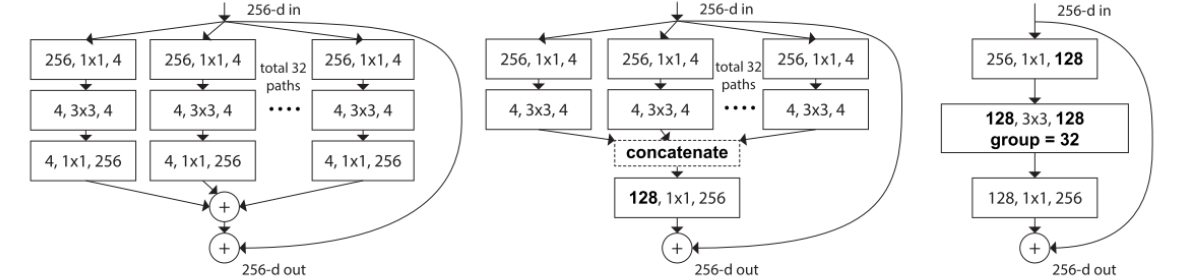 256-d in
256, 1x1, 4
256, 1x1, 4
total 32
paths
256, 1x1, 4
4, 3x3, 4
4, 3x3, 4
....
4, 3x3, 4
4, 1x1, 256
4, 1x1, 256
4, 1x1, 256
+
+
256-d out
256-d in
256, 1x1, 4
256, 1x1, 4
total 32
paths
256, 1x1, 4
4, 3x3, 4
4, 3x3, 4
....
4, 3x3, 4
concatenate
128, 1x1, 256
+
256-d out
256-d in
256, 1x1, 128
128, 3x3, 128
group = 32
128, 1x1, 256
+
256-d out